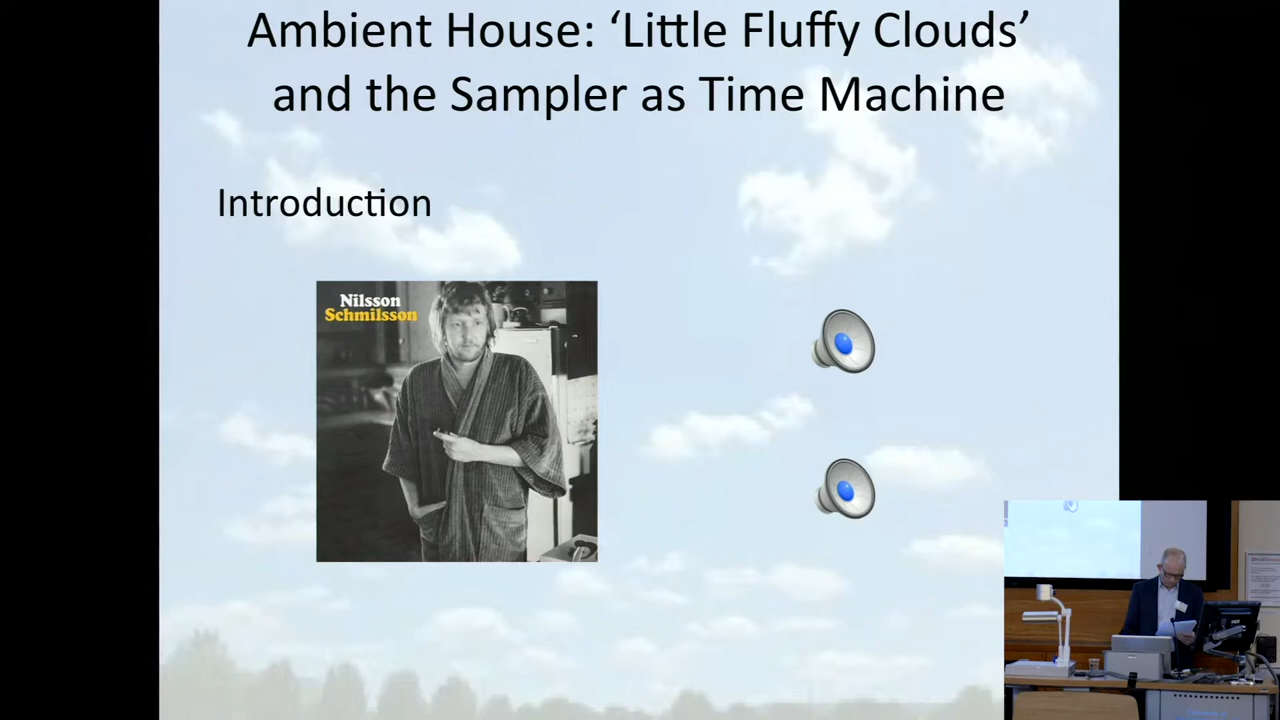 Ambient House: ‘Little Fluffy Clouds’
and the Sampler as Time Machine
Introduction
Nilsson
Schmilsson